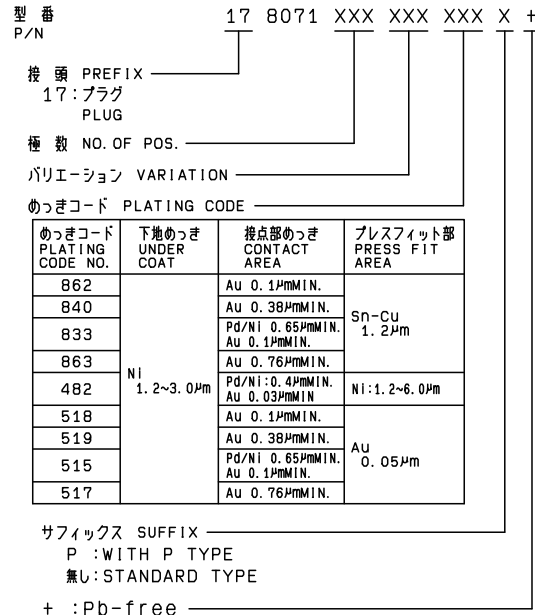 型 番
P/N
17 8071 XXX XXX XXX X +
接 頭 PREFIX
17:プラグ
PLUG
極 数 NO.OF POS.
バリエーション VARIATION
めっきコード PLATING CODE
めっきコード PLATING CODE NO.
下地めっき UNDER COAT
接点部めっき CONTACT AREA
プレスフィット部 PRESS FIT AREA
862
Au 0.1μmMIN.
840
Au 0.38μmMIN.
833
Pd/Ni 0.65μmMIN.
Au 0.1μmMIN.
Sn-Cu
1.2μm
863
Au 0.76μmMIN.
Ni
1.2~3.0μm
482
Pd/Ni:0.4μmMIN.
Au 0.03μmMIN
Ni:1.2~6.0μm
518
Au 0.1μmMIN.
519
Au 0.38μmMIN.
515
Pd/Ni 0.65μmMIN.
Au 0.1μmMIN.
Au
0.05μm
517
Au 0.76μmMIN.
サフィックス SUFFIX
P :WITH P TYPE
無し:STANDARD TYPE
+ :Pb-free